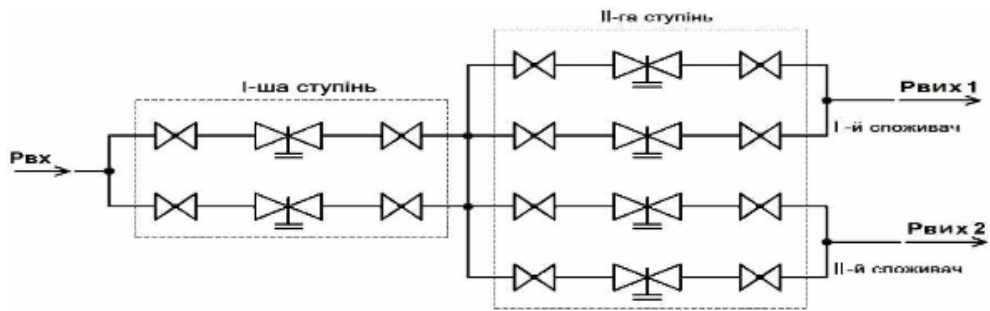 ІІ-га ступінь
І-ша ступінь
Рвих 1
І -й споживач
Рвх
Рвих 2
ІІ-й споживач